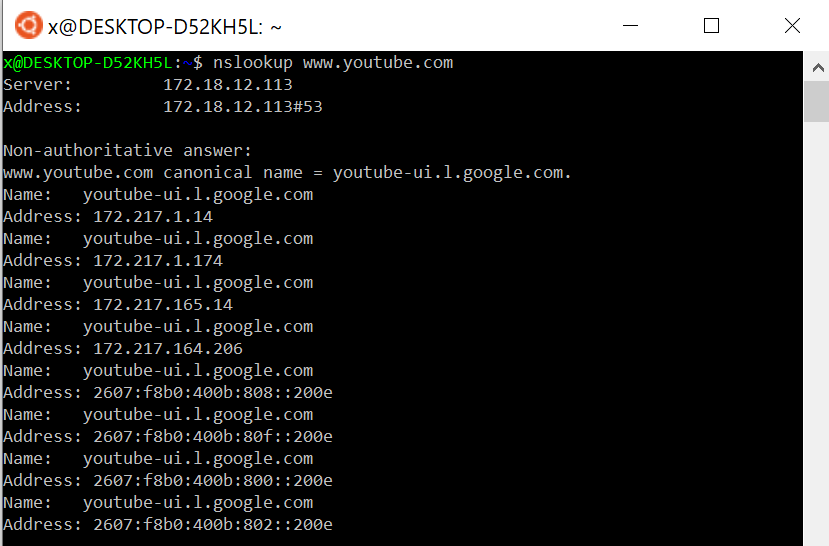 x@DESKTOP-D52KH5L: ~
x@DESKTOP-D52KH5L:~$ nslookup www.youtube.com
Server:         172.18.12.113
Address:        172.18.12.113#53

Non-authoritative answer:
www.youtube.com canonical name = youtube-ui.l.google.com.
Name:   youtube-ui.l.google.com
Address: 172.217.1.14
Name:   youtube-ui.l.google.com
Address: 172.217.1.174
Name:   youtube-ui.l.google.com
Address: 172.217.165.14
Name:   youtube-ui.l.google.com
Address: 172.217.164.206
Name:   youtube-ui.l.google.com
Address: 2607:f8b0:400b:808::200e
Name:   youtube-ui.l.google.com
Address: 2607:f8b0:400b:80f::200e
Name:   youtube-ui.l.google.com
Address: 2607:f8b0:400b:800::200e
Name:   youtube-ui.l.google.com
Address: 2607:f8b0:400b:802::200e